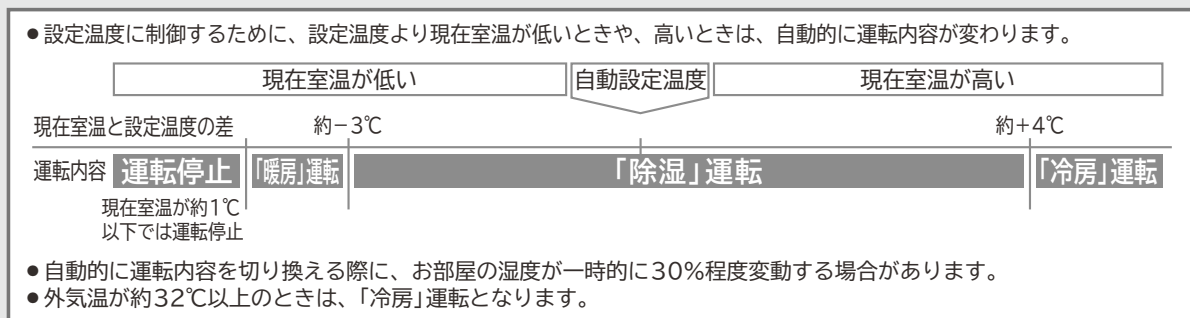 ●設定温度に制御するために、設定温度より現在室温が低いときや、高いときは、自動的に運転内容が変わります。
現在室温が低い 自動設定温度 現在室温が高い
現在室温と設定温度の差 約－3℃ 約＋4℃
運転内容 運転停止 「暖房」運転 「除湿」運転 「冷房」運転
現在室温が約1℃
以下では運転停止
●自動的に運転内容を切り換える際に、お部屋の湿度が一時的に30％程度変動する場合があります。
●外気温が約32℃以上のときは、「冷房」運転となります。